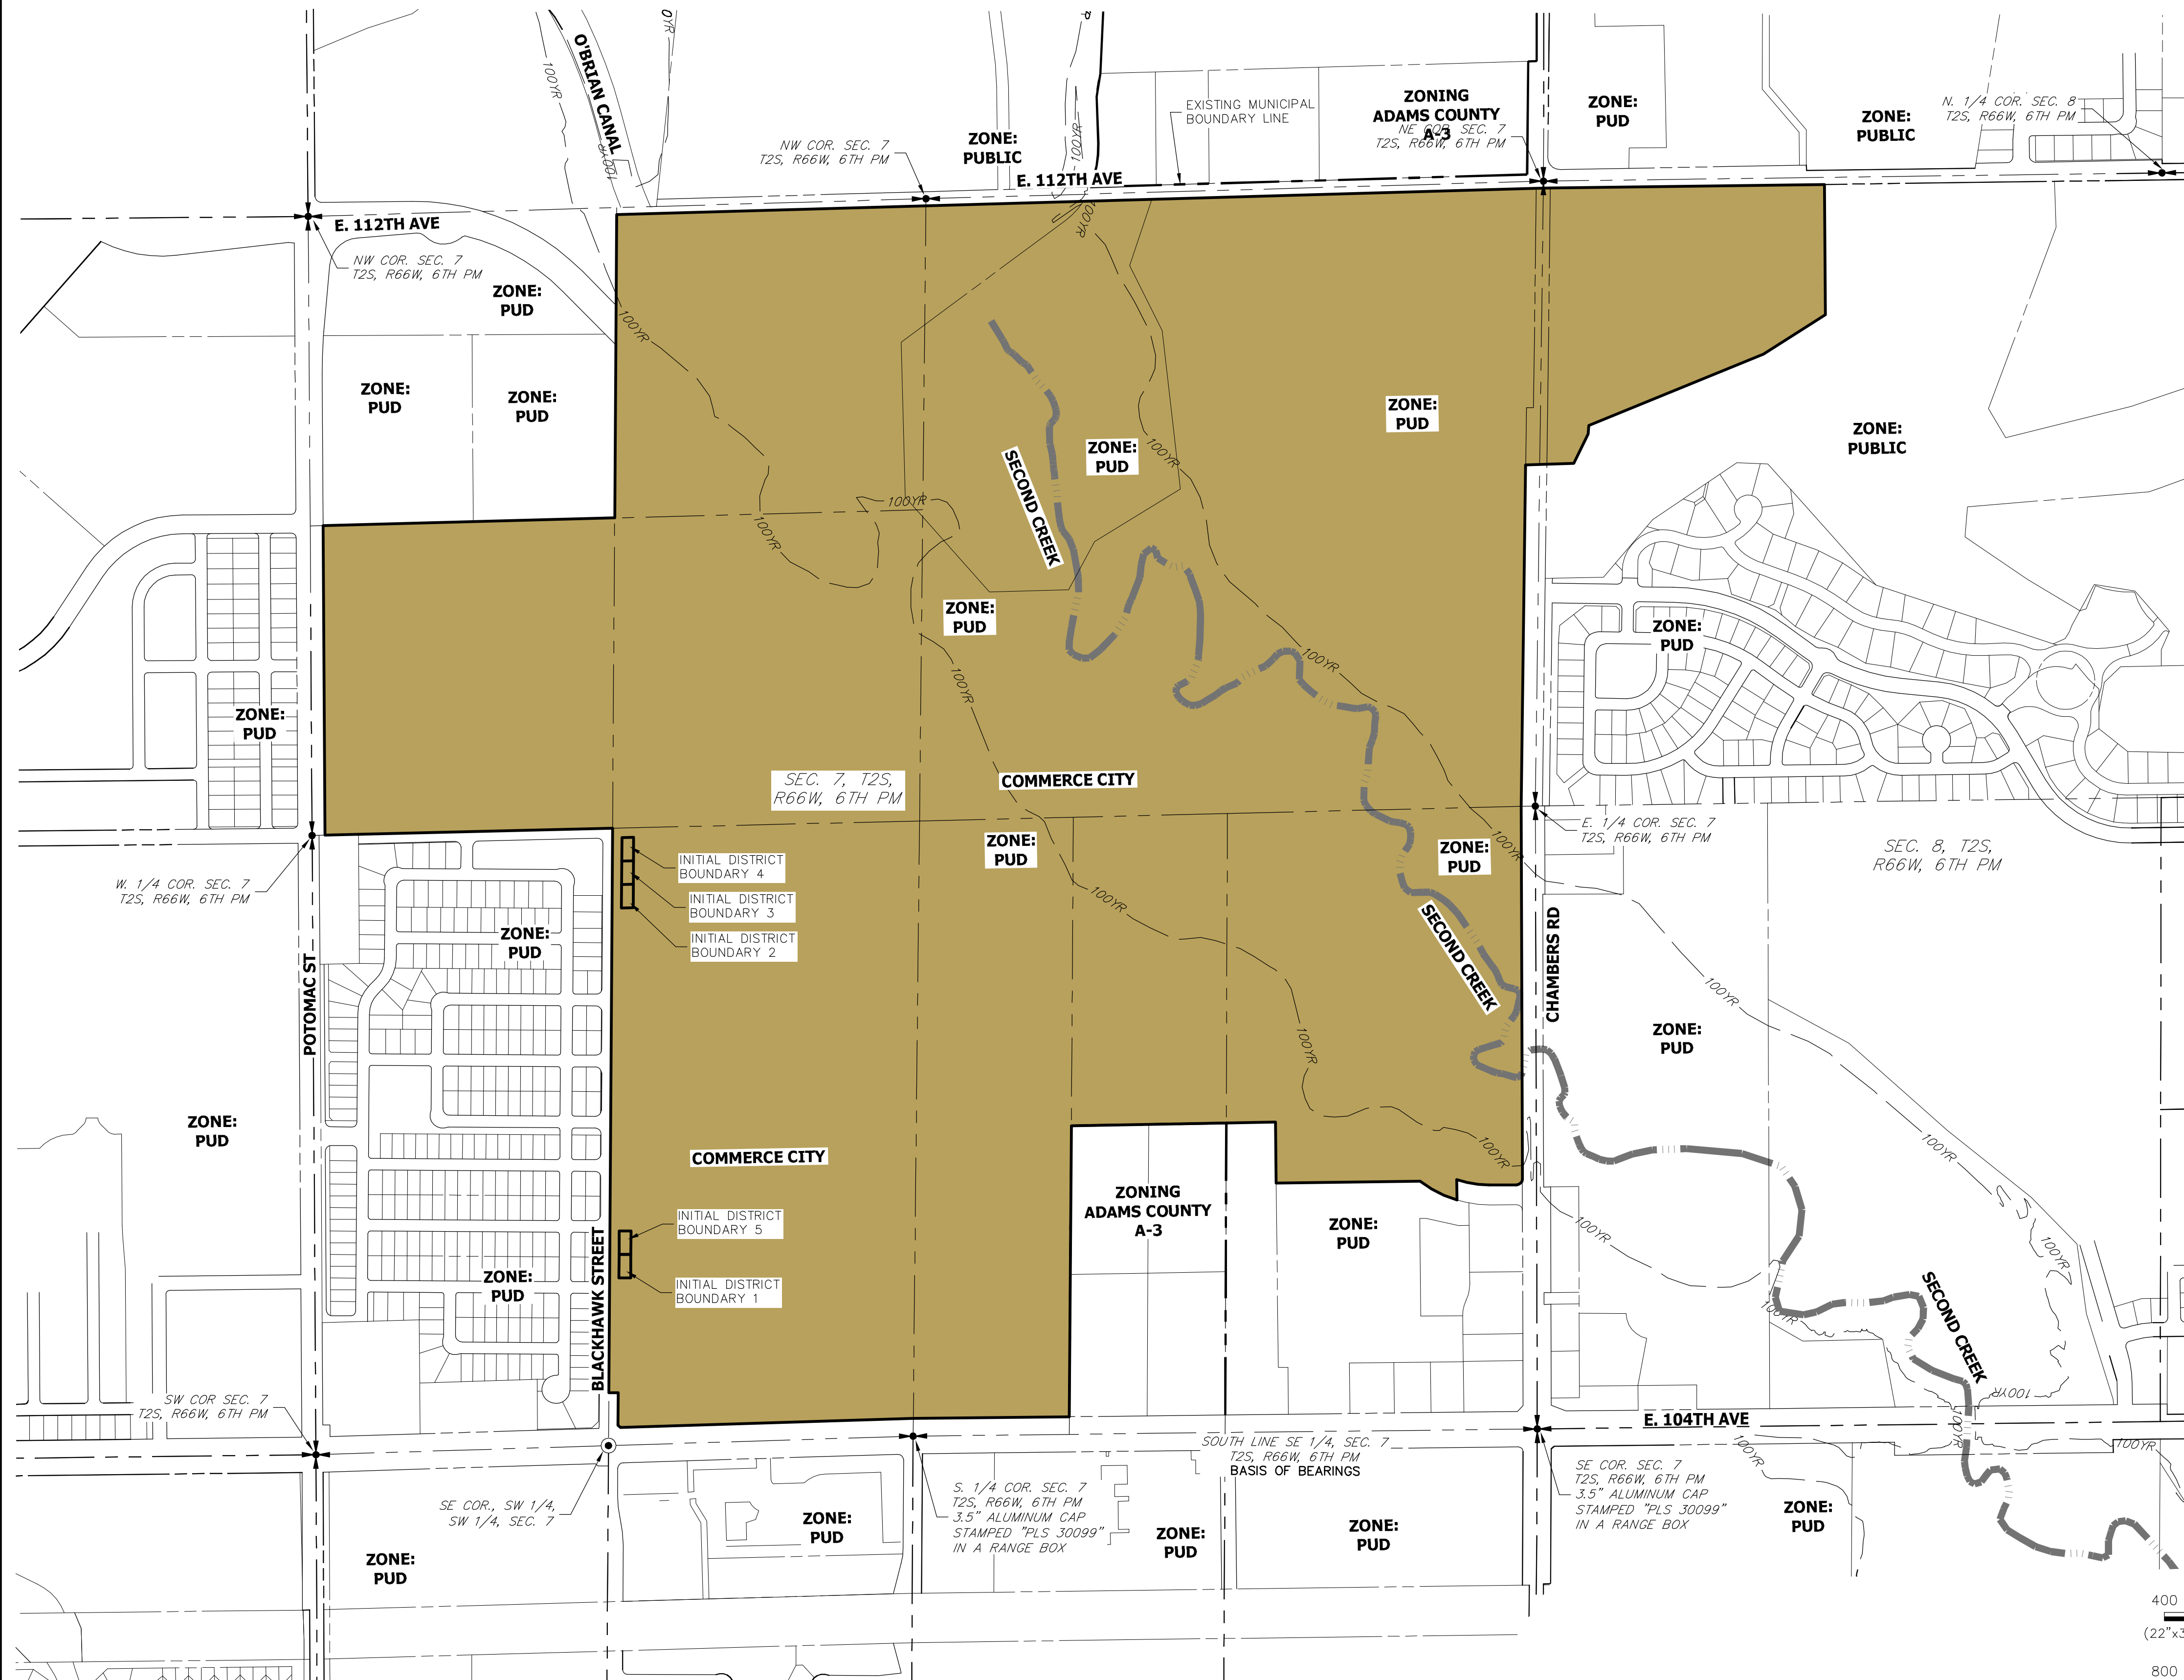 O'BRIAN CANAL
100YR
0YR
100YR
100YR
NW COR. SEC. 7
T2S, R66W, 6TH PM
ZONE:
PUBLIC
100YR
EXISTING MUNICIPAL
BOUNDARY LINE
ZONING
ADAMS COUNTY
A-3
NE COR. SEC. 7
T2S, R66W, 6TH PM
ZONE:
PUD
ZONE:
PUBLIC
N. 1/4 COR. SEC. 8
T2S, R66W, 6TH PM
E. 112TH AVE
E. 112TH AVE
100YR
NW COR. SEC. 7
T2S, R66W, 6TH PM
ZONE:
PUD
100YR
ZONE:
PUD
ZONE:
PUD
ZONE:
PUD
ZONE:
PUD
100YR
ZONE:
PUBLIC
SECOND CREEK
100YR
100YR
ZONE:
PUD
100YR
100YR
ZONE:
PUD
ZONE:
PUD
SEC. 7, T2S,
R66W, 6TH PM
COMMERCE CITY
ZONE:
PUD
ZONE:
PUD
100YR
E. 1/4 COR. SEC. 7
T2S, R66W, 6TH PM
SEC. 8, T2S,
R66W, 6TH PM
W. 1/4 COR. SEC. 7
T2S, R66W, 6TH PM
INITIAL DISTRICT
BOUNDARY 4
INITIAL DISTRICT
BOUNDARY 3
INITIAL DISTRICT
BOUNDARY 2
100YR
ZONE:
PUD
SECOND CREEK
CHAMBERS RD
POTOMAC ST
100YR
100YR
ZONE:
PUD
ZONE:
PUD
100YR
100YR
COMMERCE CITY
ZONING
ADAMS COUNTY
A-3
ZONE:
PUD
100YR
100YR
INITIAL DISTRICT
BOUNDARY 5
INITIAL DISTRICT
BOUNDARY 1
BLACKHAWK STREET
ZONE:
PUD
100YR
SECOND CREEK
100YR
100YR
SW COR SEC. 7
T2S, R66W, 6TH PM
E. 104TH AVE
100YR
100YR
SOUTH LINE SE 1/4, SEC. 7
T2S, R66W, 6TH PM
BASIS OF BEARINGS
SE COR., SW 1/4,
SW 1/4, SEC. 7
S. 1/4 COR. SEC. 7
T2S, R66W, 6TH PM
3.5" ALUMINUM CAP
STAMPED "PLS 30099"
IN A RANGE BOX
SE COR. SEC. 7
T2S, R66W, 6TH PM
3.5" ALUMINUM CAP
STAMPED "PLS 30099"
IN A RANGE BOX
ZONE:
PUD
ZONE:
PUD
ZONE:
PUD
ZONE:
PUD
ZONE:
PUD
400
(22"x3
800